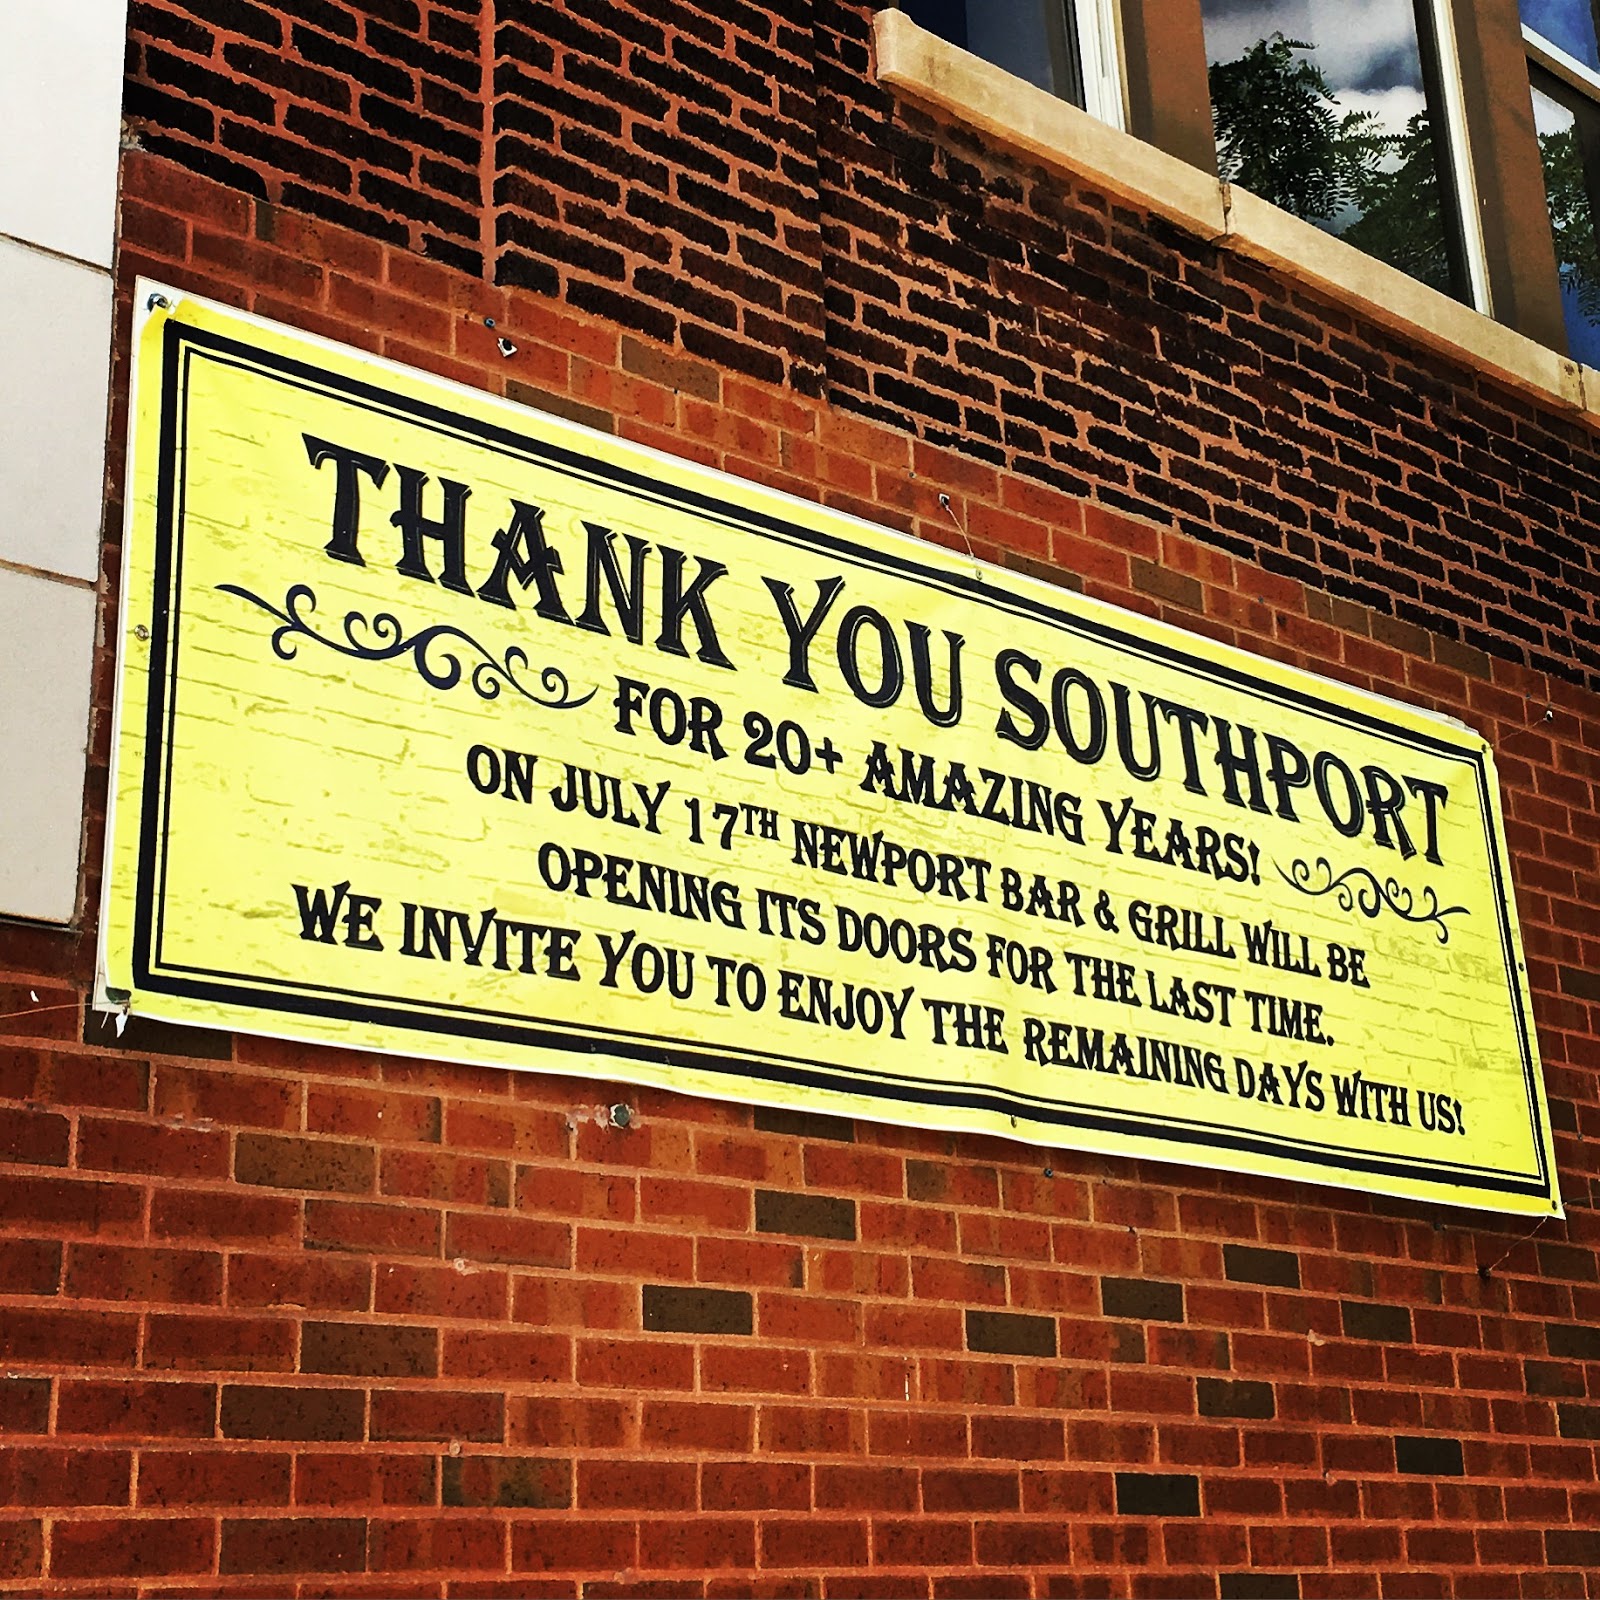 THANK YOU SOUTHPORT
FOR 20+ AMAZING YEARS!
ON JULY 17TH NEWPORT BAR & GRILL WILL BE
OPENING ITS DOORS FOR THE LAST TIME.
WE INVITE YOU TO ENJOY THE REMAINING DAYS WITH US!